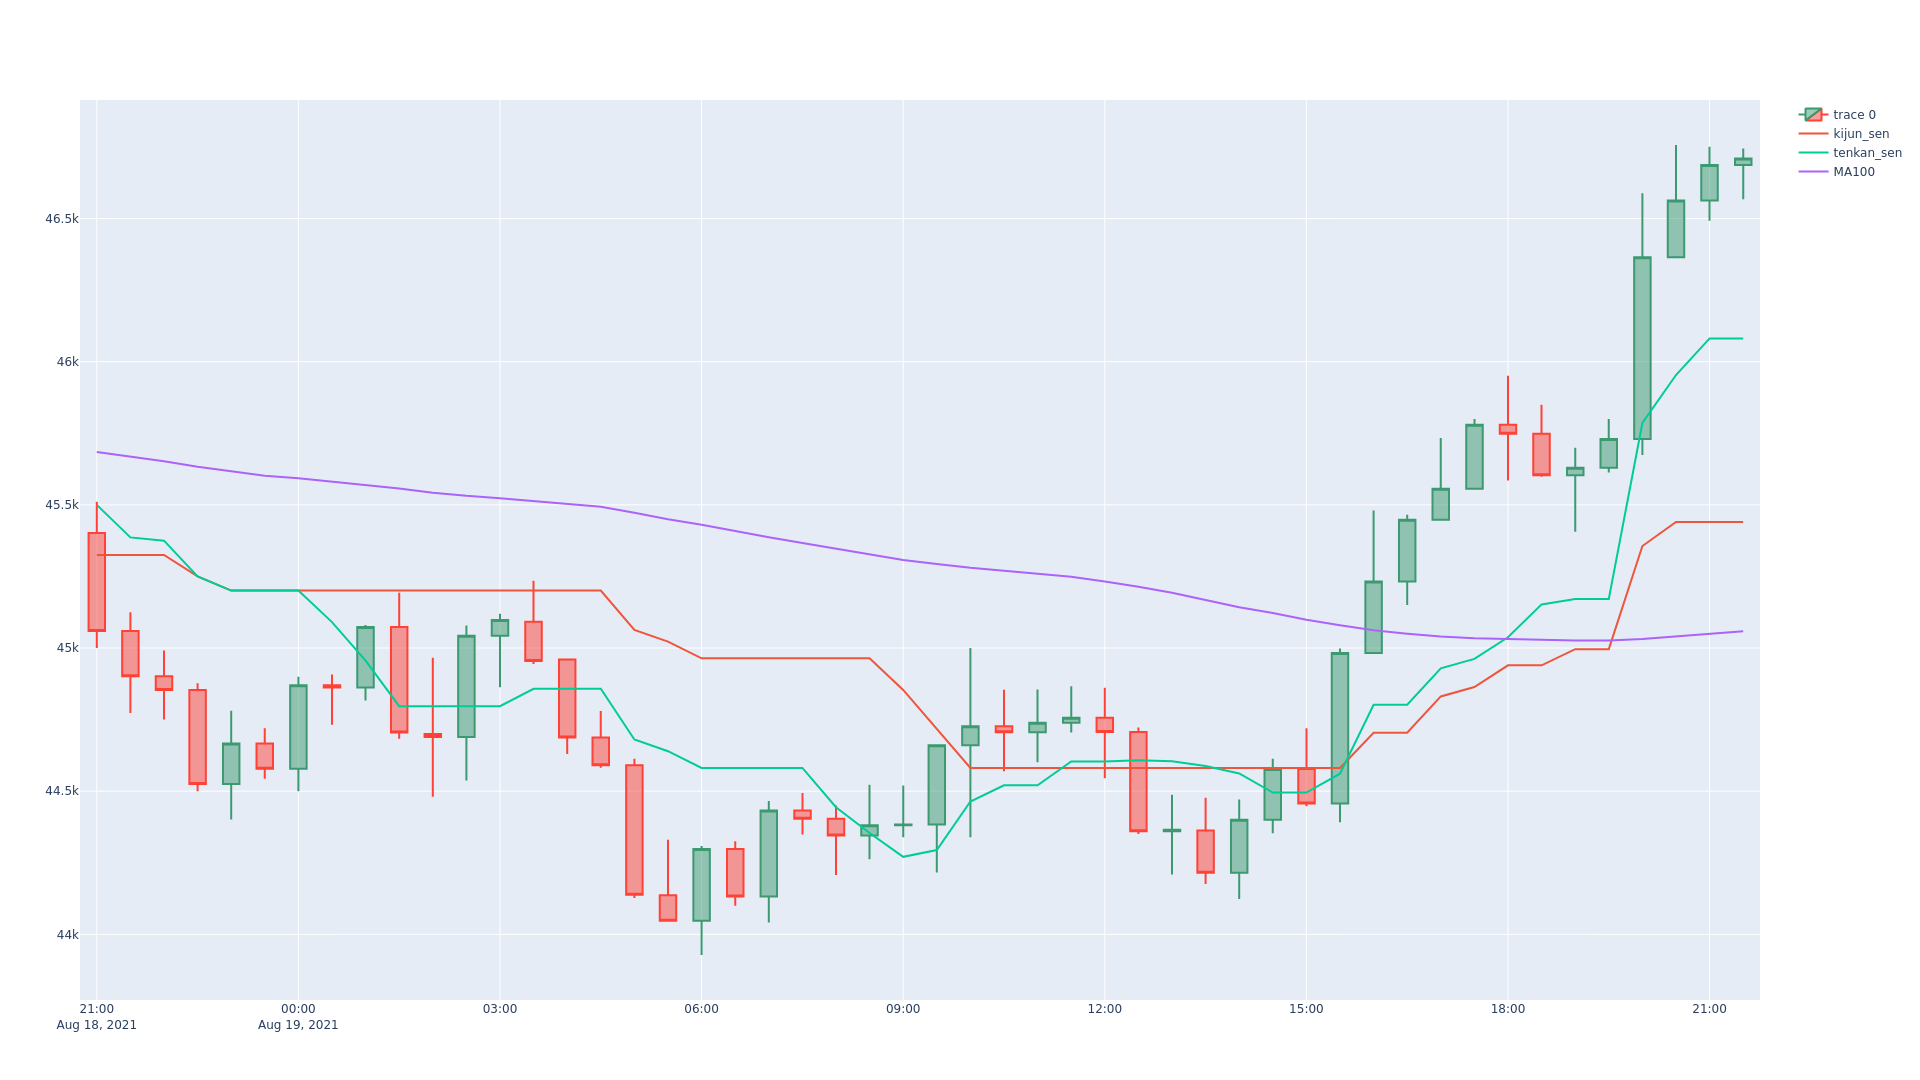 trace 0
kijun_sen
tenkan_sen
MA100
46.5k
46k
45.5k
45k
44.5k
44k
21:00 00:00 03:00 06:00 09:00 12:00 15:00 18:00 21:00
Aug 18, 2021 Aug 19, 2021